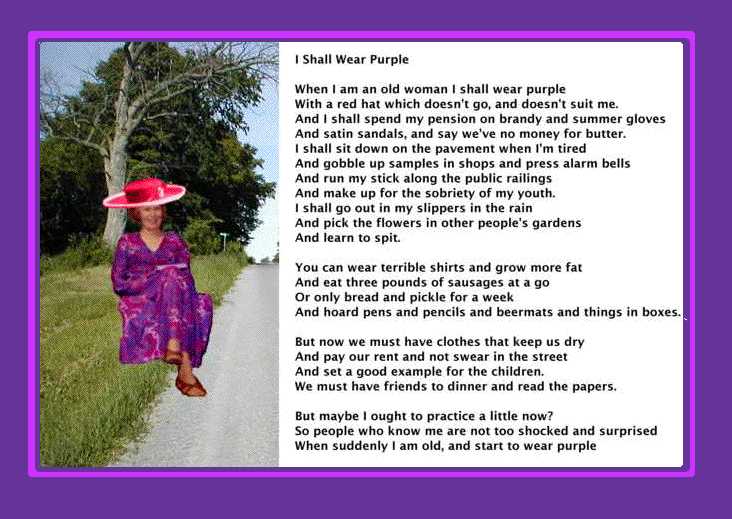 I Shall Wear Purple

When I am an old woman I shall wear purple
With a red hat which doesn't go, and doesn't suit me.
And I shall spend my pension on brandy and summer gloves
And satin sandals, and say we've no money for butter.
I shall sit down on the pavement when I'm tired
And gobble up samples in shops and press alarm bells
And run my stick along the public railings
And make up for the sobriety of my youth.
I shall go out in my slippers in the rain
And pick the flowers in other people's gardens
And learn to spit.

You can wear terrible shirts and grow more fat
And eat three pounds of sausages at a go
Or only bread and pickle for a week
And hoard pens and pencils and beermats and things in boxes.

But now we must have clothes that keep us dry
And pay our rent and not swear in the street
And set a good example for the children.
We must have friends to dinner and read the papers.

But maybe I ought to practice a little now?
So people who know me are not too shocked and surprised
When suddenly I am old, and start to wear purple